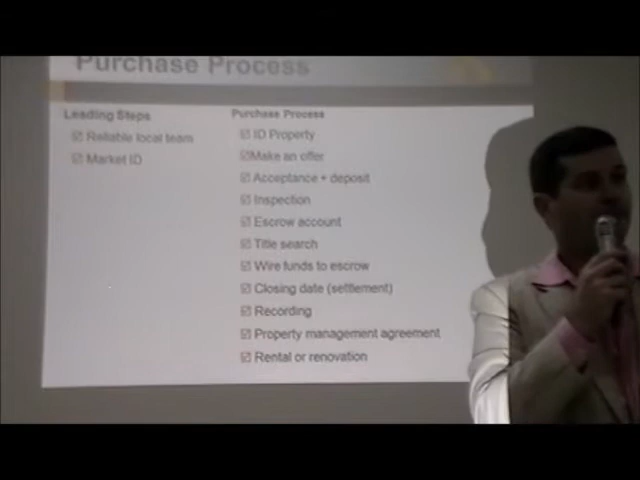 Purchase Process
Leading Steps
☑ Reliable local team
☑ Market ID
Purchase Process
☑ ID Property
☑Make an offer
☑ Acceptance + deposit
☑ Inspection
☑ Escrow account
☑ Title search
☑ Wire funds to escrow
☑ Closing date (settlement)
☑ Recording
☑ Property management agreement
☑ Rental or renovation